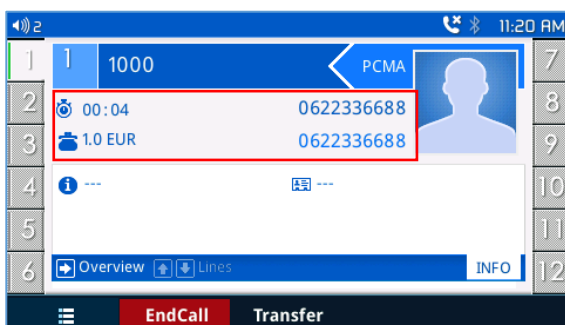 2 11:20 AM
1 1 1000 PCMA 7
2 00:04 0622336688 8
3 1.0 EUR 0622336688 9
4 --- --- 10
5 11
6 Overview Lines INFO 12
EndCall Transfer